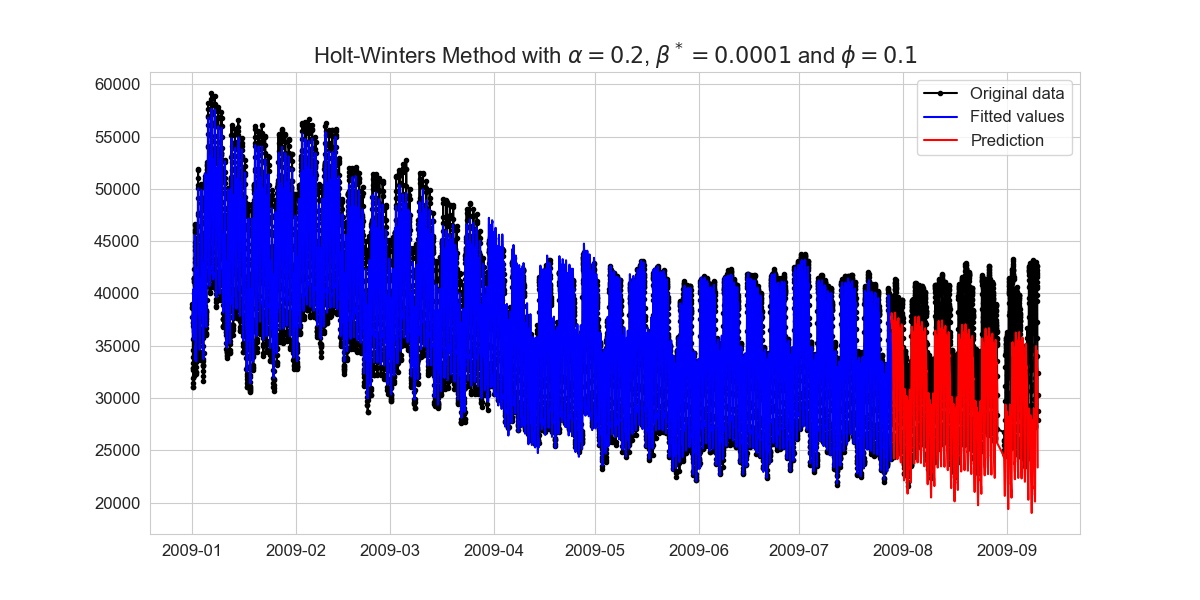 Holt-Winters Method with α = 0.2, β* = 0.0001 and ϕ = 0.1
Original data
Fitted values
Prediction
60000
55000
50000
45000
40000
35000
30000
25000
20000
2009-01 2009-02 2009-03 2009-04 2009-05 2009-06 2009-07 2009-08 2009-09